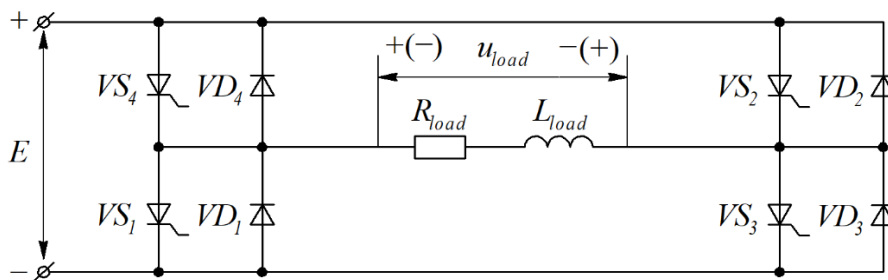 +
+(−) u_load −(+)
VS₄ VD₄ VS₂ VD₂
R_load L_load
E
VS₁ VD₁ VS₃ VD₃
−